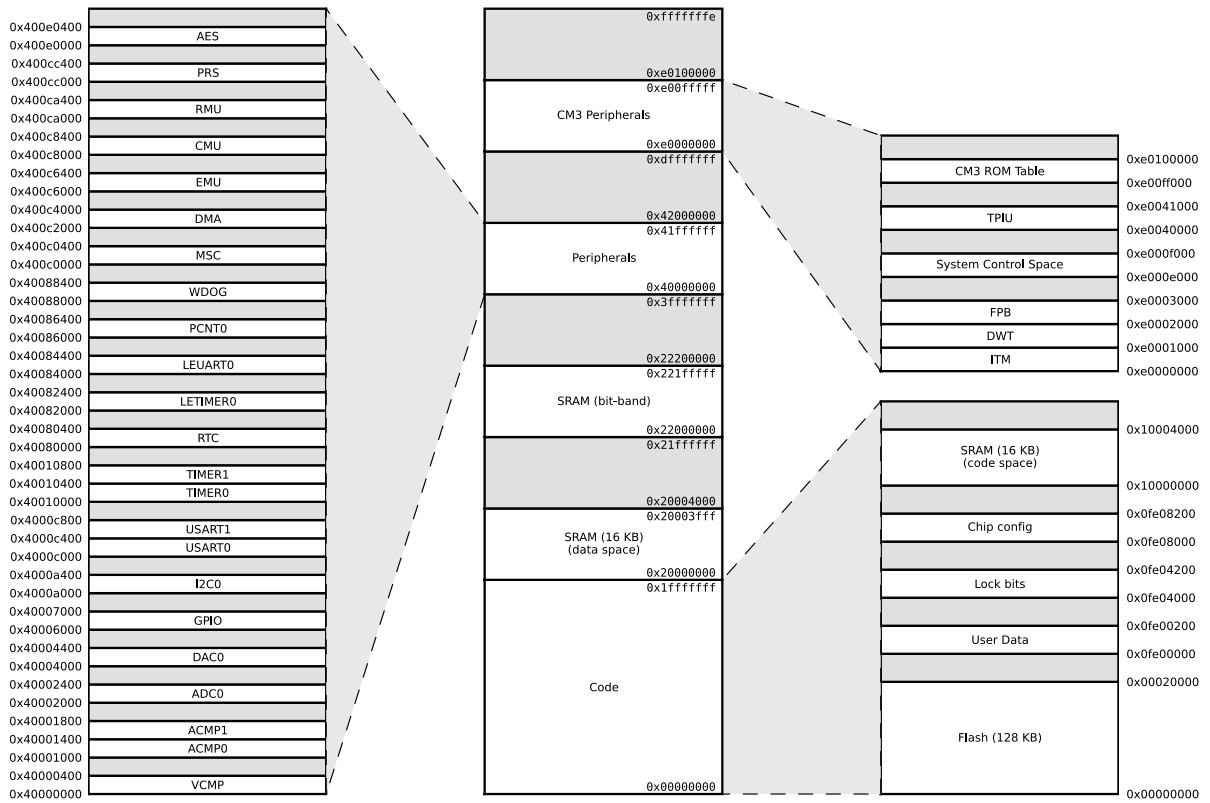 0x400e0400
AES
0x400e0000
0x400cc400
PRS
0x400cc000
0x400ca400
RMU
0x400ca000
0x400c8400
CMU
0x400c8000
0x400c6400
EMU
0x400c6000
0x400c4000
DMA
0x400c2000
0x400c0400
MSC
0x400c0000
0x40088400
WDOG
0x40088000
0x40086400
PCNT0
0x40086000
0x40084400
LEUART0
0x40084000
0x40082400
LETIMER0
0x40082000
0x40080400
RTC
0x40080000
0x40010800
TIMER1
0x40010400
TIMER0
0x40010000
0x4000c800
USART1
0x4000c400
USART0
0x4000c000
0x4000a400
I2C0
0x4000a000
0x40007000
GPIO
0x40006000
0x40004400
DAC0
0x40004000
0x40002400
ADC0
0x40002000
0x40001800
ACMP1
0x40001400
ACMP0
0x40001000
0x40000400
VCMP
0x40000000
0xfffffffe
0xe0100000
0xe00fffff
CM3 Peripherals
0xe0000000
0xdfffffff
0x42000000
0x41ffffff
Peripherals
0x40000000
0x3fffffff
0x22200000
0x221fffff
SRAM (bit-band)
0x22000000
0x21ffffff
0x20004000
0x20003fff
SRAM (16 KB)
(data space)
0x20000000
0x1fffffff
Code
0x00000000
0xe0100000
CM3 ROM Table
0xe00ff000
0xe0041000
TPIU
0xe0040000
0xe000f000
System Control Space
0xe000e000
0xe0003000
FPB
0xe0002000
DWT
0xe0001000
ITM
0xe0000000
0x10004000
SRAM (16 KB)
(code space)
0x10000000
0x0fe08200
Chip config
0x0fe08000
0x0fe04200
Lock bits
0x0fe04000
0x0fe00200
User Data
0x0fe00000
0x00020000
Flash (128 KB)
0x00000000